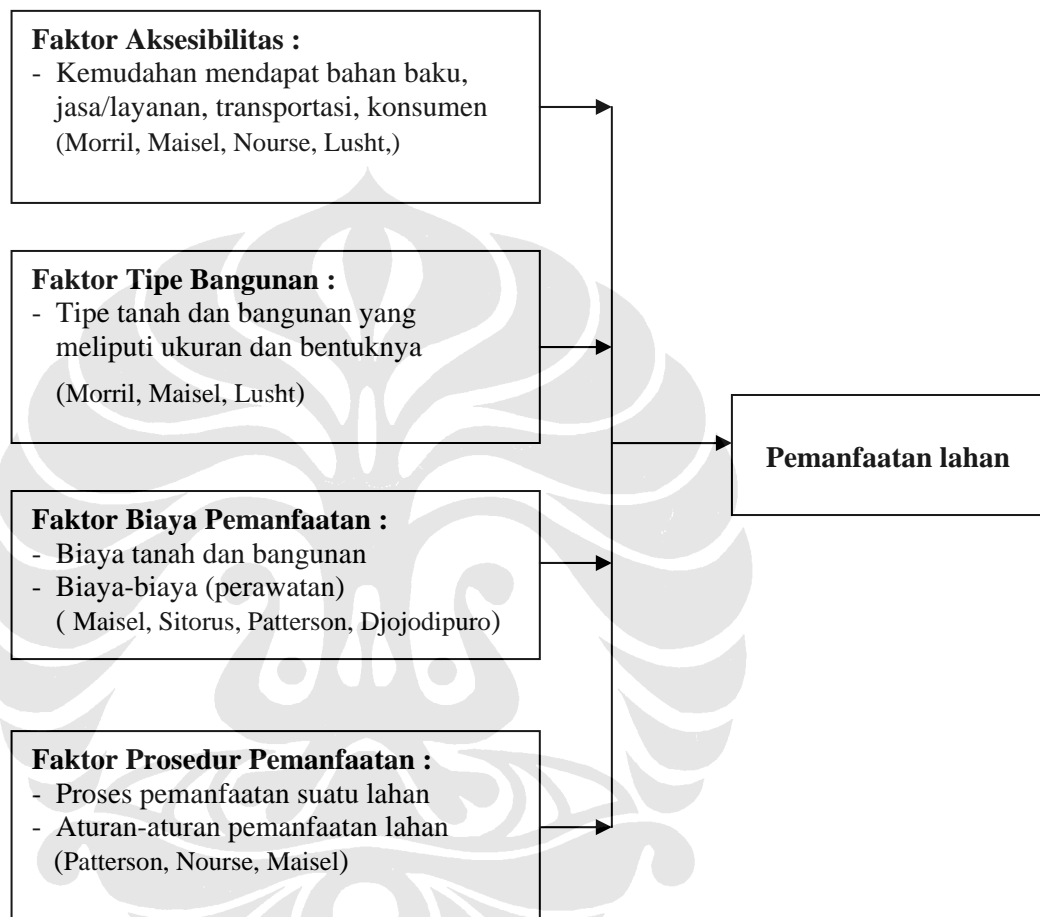 Faktor Aksesibilitas :
- Kemudahan mendapat bahan baku,
jasa/layanan, transportasi, konsumen
(Morril, Maisel, Nourse, Lusht,)
Faktor Tipe Bangunan :
- Tipe tanah dan bangunan yang
meliputi ukuran dan bentuknya
(Morril, Maisel, Lusht)
Faktor Biaya Pemanfaatan :
- Biaya tanah dan bangunan
- Biaya-biaya (perawatan)
( Maisel, Sitorus, Patterson, Djojodipuro)
Faktor Prosedur Pemanfaatan :
- Proses pemanfaatan suatu lahan
- Aturan-aturan pemanfaatan lahan
(Patterson, Nourse, Maisel)
Pemanfaatan lahan